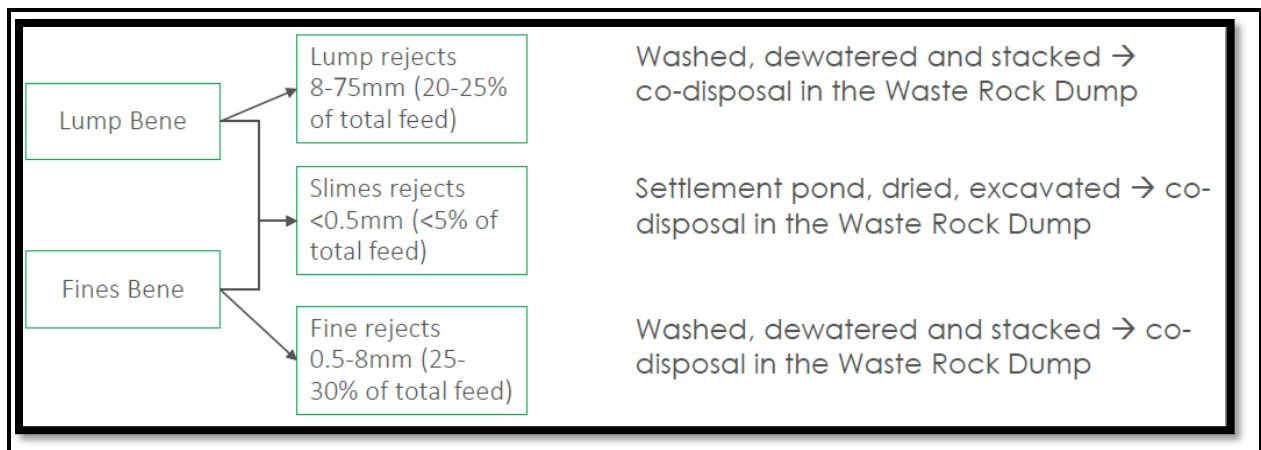 Lump Bene
Lump rejects
8-75mm (20-25%
of total feed)
Washed, dewatered and stacked →
co-disposal in the Waste Rock Dump
Slimes rejects
<0.5mm (<5% of
total feed)
Settlement pond, dried, excavated → co-
disposal in the Waste Rock Dump
Fines Bene
Fine rejects
0.5-8mm (25-
30% of total feed)
Washed, dewatered and stacked → co-
disposal in the Waste Rock Dump